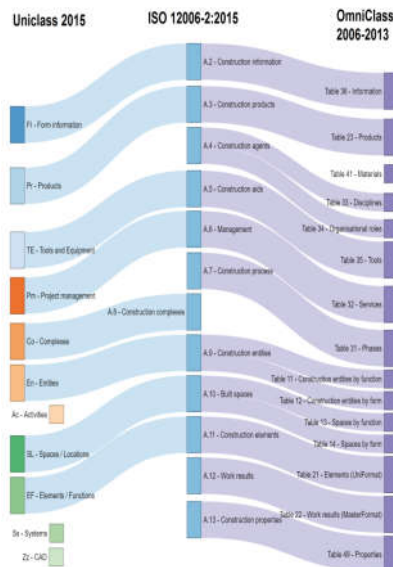 Uniclass 2015
ISO 12006-2:2015
OmniClass
2006-2013
FI - Form information
Pr - Products
TE - Tools and Equipment
Pm - Project management
Co - Complexes
En - Entities
Ac - Activities
SL - Spaces / Locations
EF - Elements / Functions
Ss - Systems
Zz - CAD
A.2 - Construction information
A.3 - Construction products
A.4 - Construction agents
A.5 - Construction aids
A.6 - Management
A.7 - Construction process
A.8 - Construction complexes
A.9 - Construction entities
A.10 - Built spaces
A.11 - Construction elements
A.12 - Work results
A.13 - Construction properties
Table 36 - Information
Table 23 - Products
Table 41 - Materials
Table 33 - Disciplines
Table 34 - Organisational roles
Table 35 - Tools
Table 32 - Services
Table 31 - Phases
Table 11 - Construction entities by function
Table 12 - Construction entities by form
Table 13 - Spaces by function
Table 14 - Spaces by form
Table 21 - Elements (UniFormat)
Table 22 - Work results (MasterFormat)
Table 49 - Properties